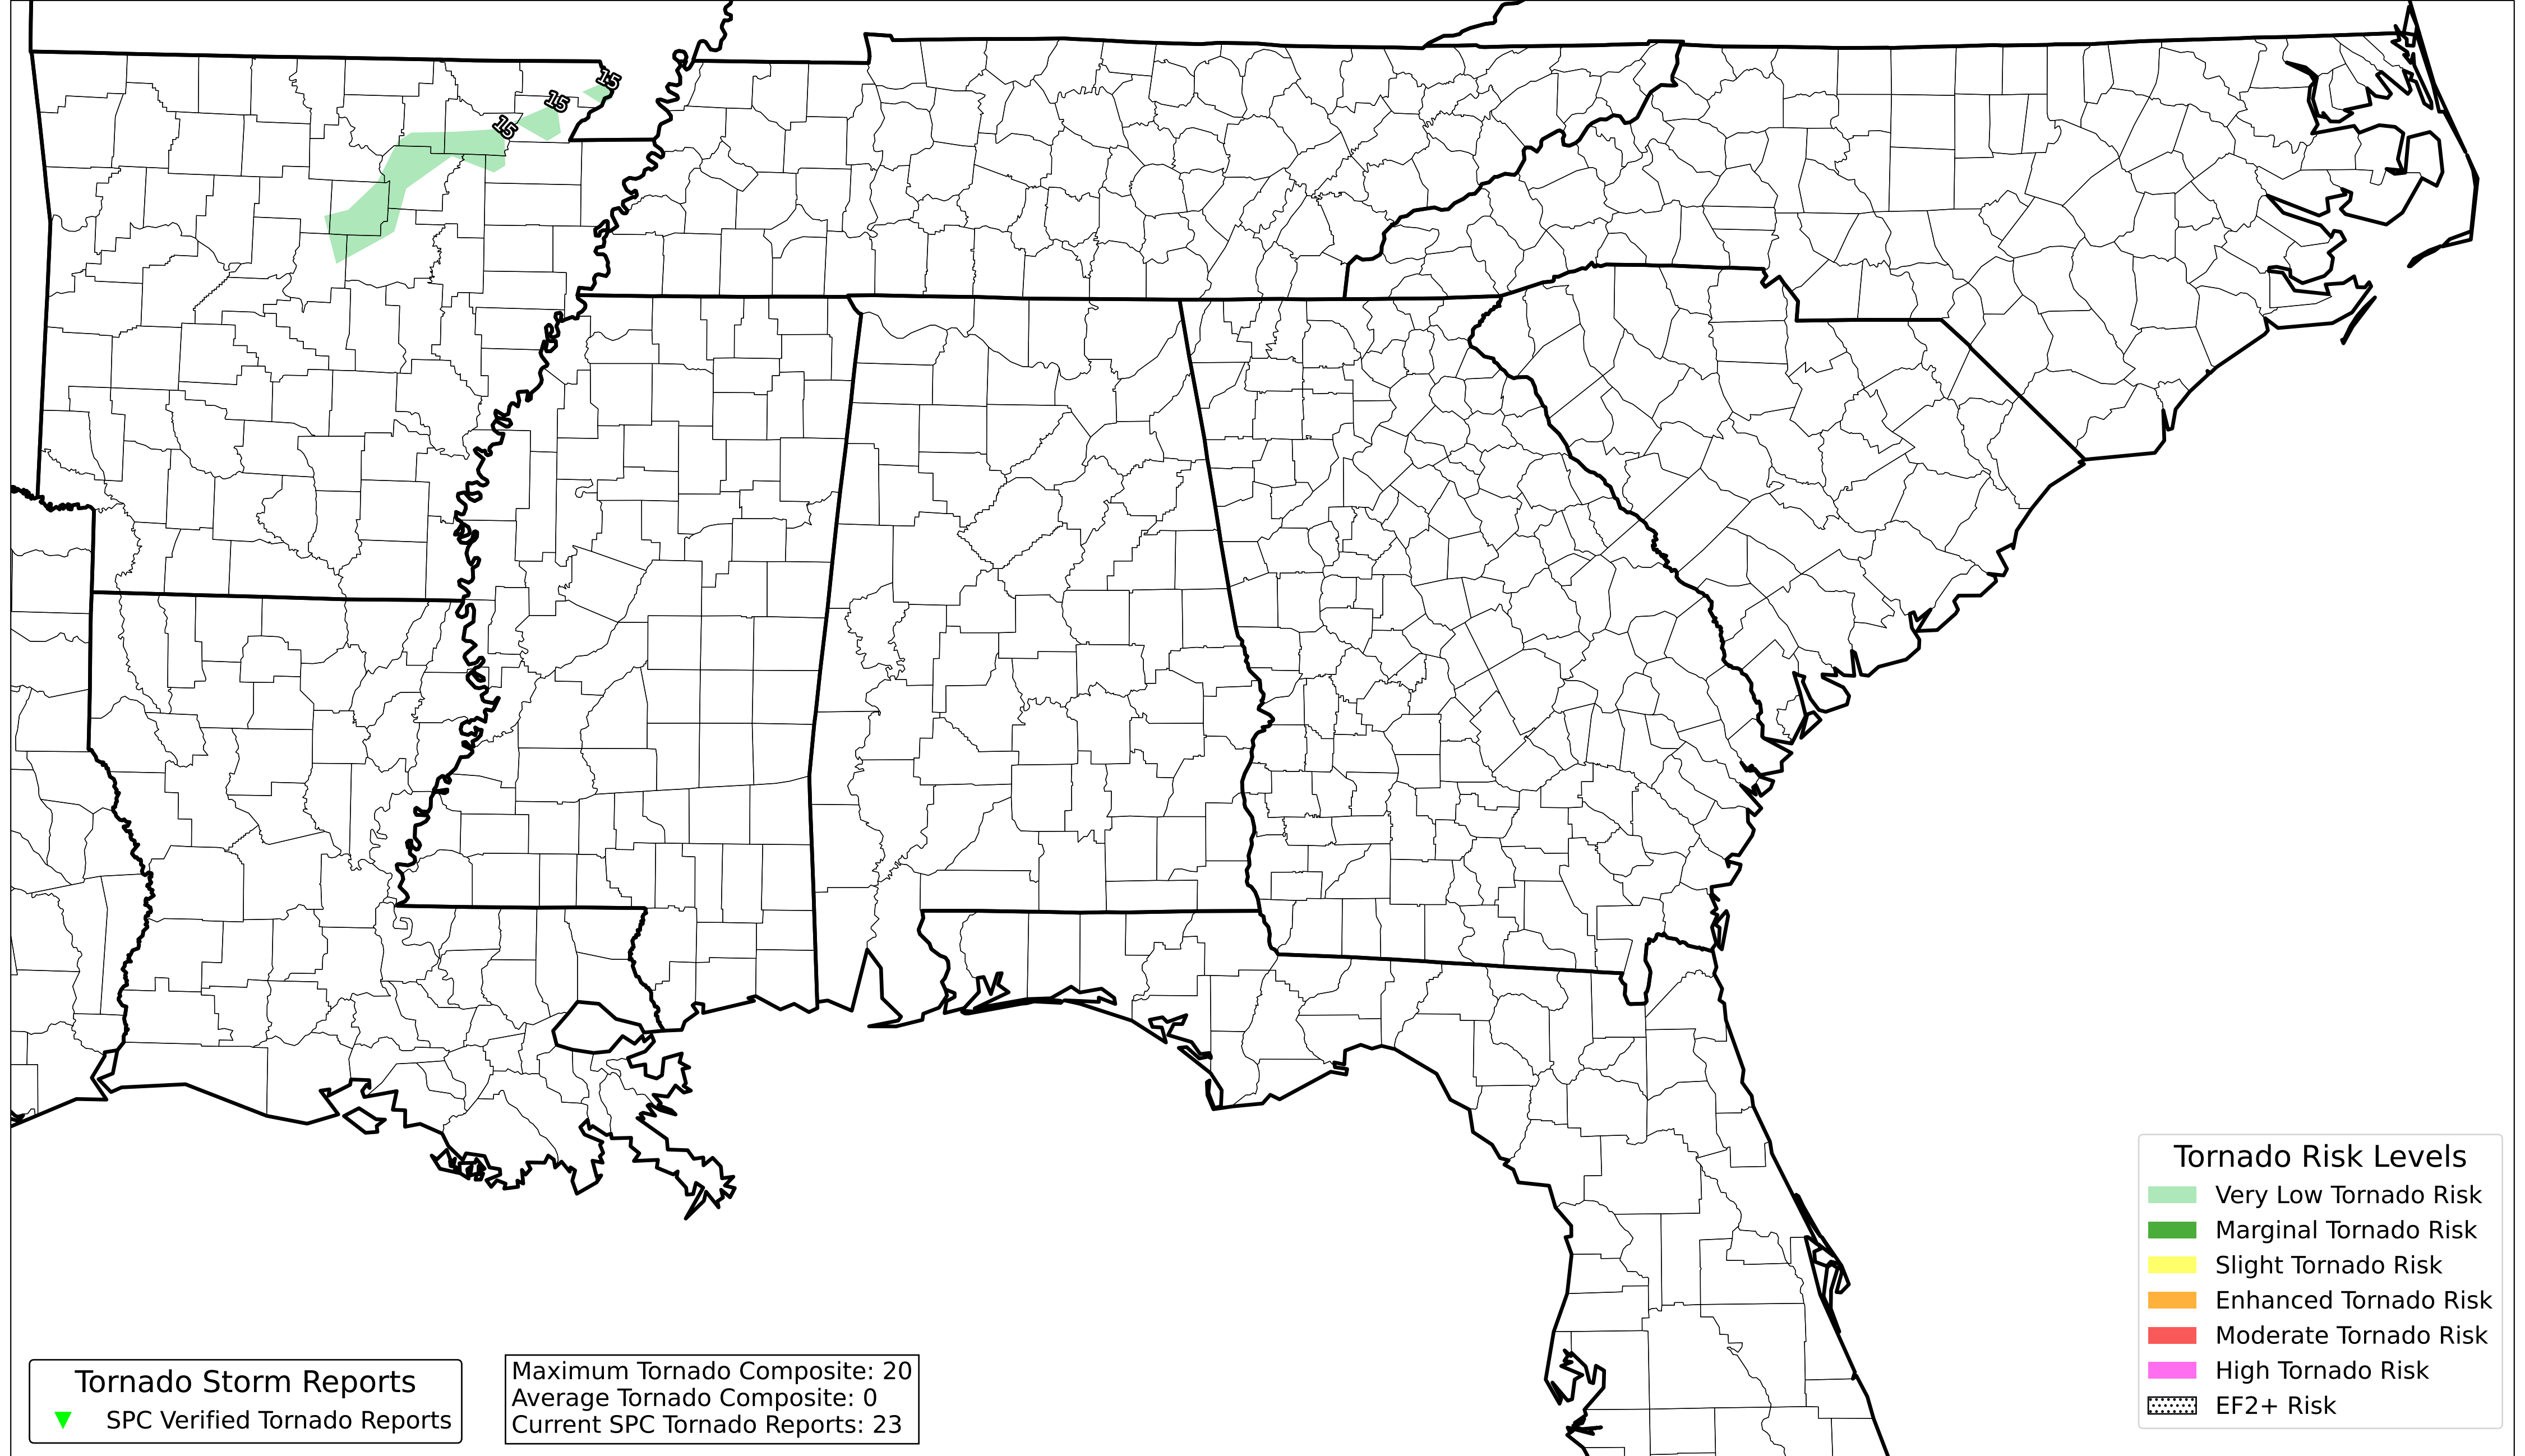 15
15
15
Tornado Risk Levels
Very Low Tornado Risk
Marginal Tornado Risk
Slight Tornado Risk
Enhanced Tornado Risk
Moderate Tornado Risk
High Tornado Risk
EF2+ Risk
Tornado Storm Reports
SPC Verified Tornado Reports
Maximum Tornado Composite: 20
Average Tornado Composite: 0
Current SPC Tornado Reports: 23